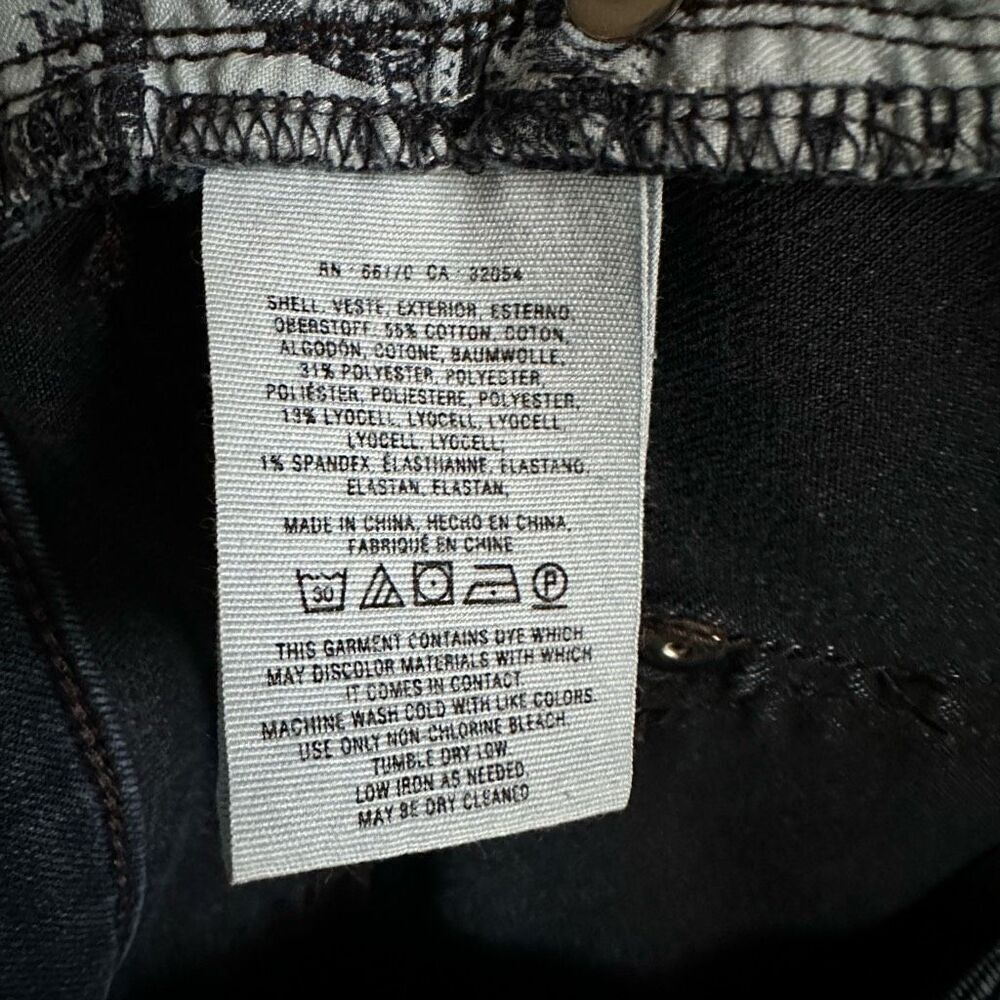 RN · 66170 CA · 32054
SHELL, VESTE, EXTERIOR, ESTERNO,
OBERSTOFF, 55% COTTON, COTON,
ALGODÓN, COTONE, BAUMWOLLE,
31% POLYESTER, POLYESTER,
POLIÉSTER, POLIESTERE, POLYESTER,
13% LYOCELL, LYOCELL, LYOCELL,
LYOCELL, LYOCELL,
1% SPANDEX, ÉLASTHANNE, ELASTANO,
ELASTAN, ELASTAN,
MADE IN CHINA, HECHO EN CHINA,
FABRIQUÉ EN CHINE
30 P
THIS GARMENT CONTAINS DYE WHICH
MAY DISCOLOR MATERIALS WITH WHICH
IT COMES IN CONTACT
MACHINE WASH COLD WITH LIKE COLORS.
USE ONLY NON-CHLORINE BLEACH
TUMBLE DRY LOW
LOW IRON AS NEEDED,
MAY BE DRY CLEANED